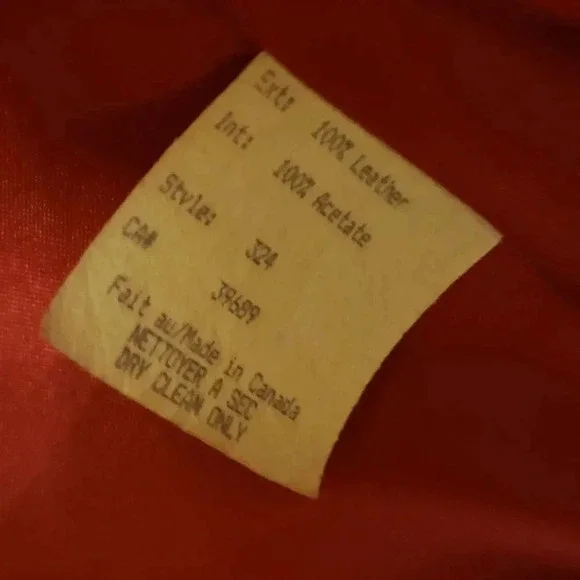 Ext: 100% Leather
Int: 100% Acetate
Style: 324
CA# 39689
Fait au/Made in Canada
NETTOYER A SEC
DRY CLEAN ONLY